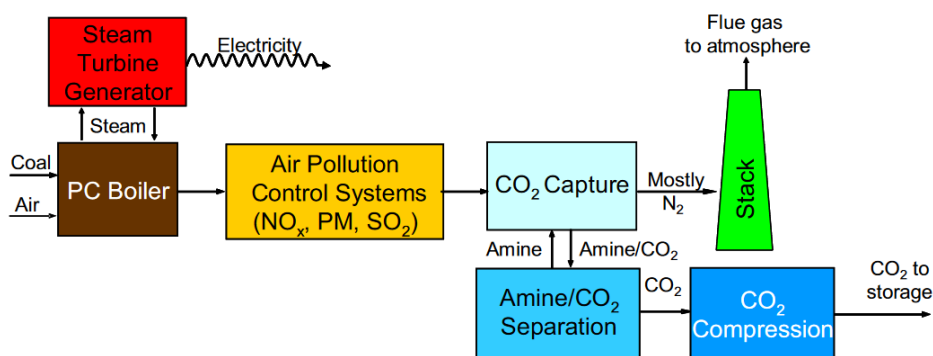 Steam
Turbine
Generator
Electricity
Flue gas
to atmosphere
Steam
Coal
Air
PC Boiler
Air Pollution
Control Systems
(NOₓ, PM, SO₂)
CO₂ Capture
Mostly
N₂
Stack
Amine
Amine/CO₂
Amine/CO₂
Separation
CO₂
CO₂
Compression
CO₂ to
storage